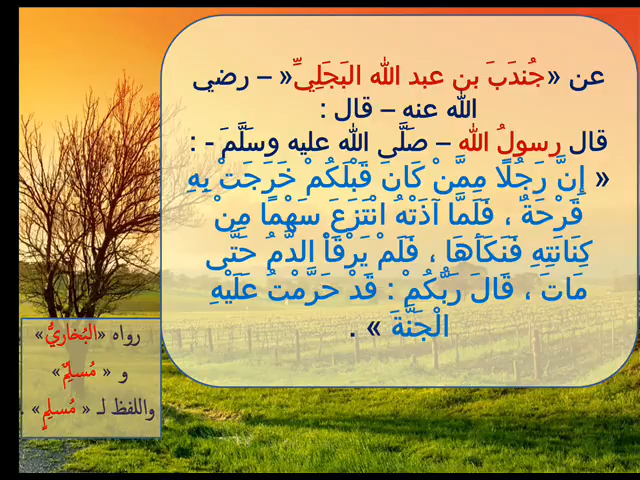 عن «جُندَبَ بن عبد الله البَجَلِيِّ« – رضي
الله عنه – قال :
قال رسولُ الله – صَلَّى الله عليه وسَلَّمَ - :
« إِنَّ رَجُلًا مِمَّنْ كَانَ قَبْلَكُمْ خَرَجَتْ بِهِ
قَرْحَةٌ ، فَلَمَّا آذَتْهُ انْتَزَعَ سَهْمًا مِنْ
كِنَانَتِهِ فَنَكَأَهَا ، فَلَمْ يَرْقَأْ الدَّمُ حَتَّى
مَاتَ ، قَال رَبُّكُمْ : قَدْ حَرَّمْتُ عَلَيْهِ
الْجَنَّةَ » .
رواه «البُخاريُّ»
و « مُسلِمٌ»
واللفظ لـ « مُسلِمٍ» .